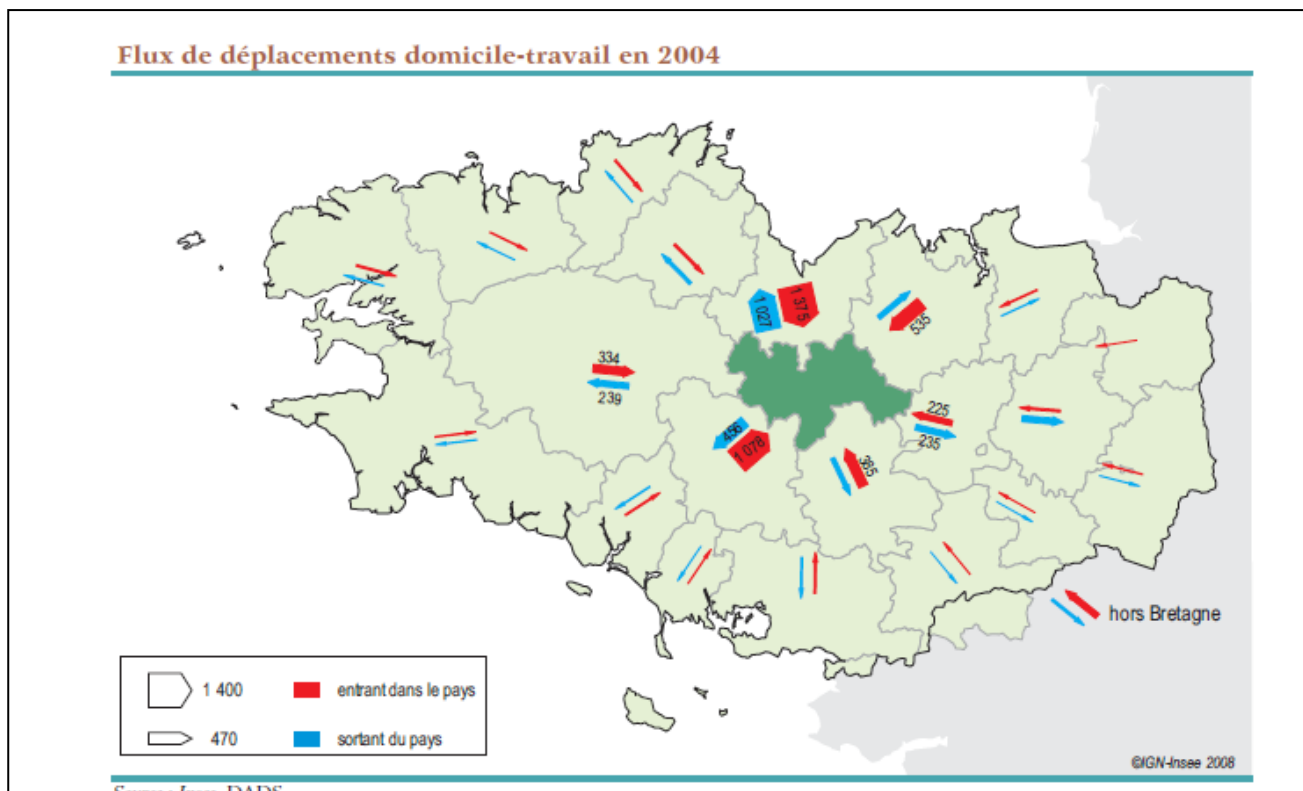 Flux de déplacements domicile-travail en 2004
1 027
1 375
535
334
239
225
235
456
1 078
385
hors Bretagne
1 400
entrant dans le pays
470
sortant du pays
©IGN-Insee 2008
DADS